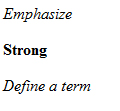 Emphasize
Strong
Define a term